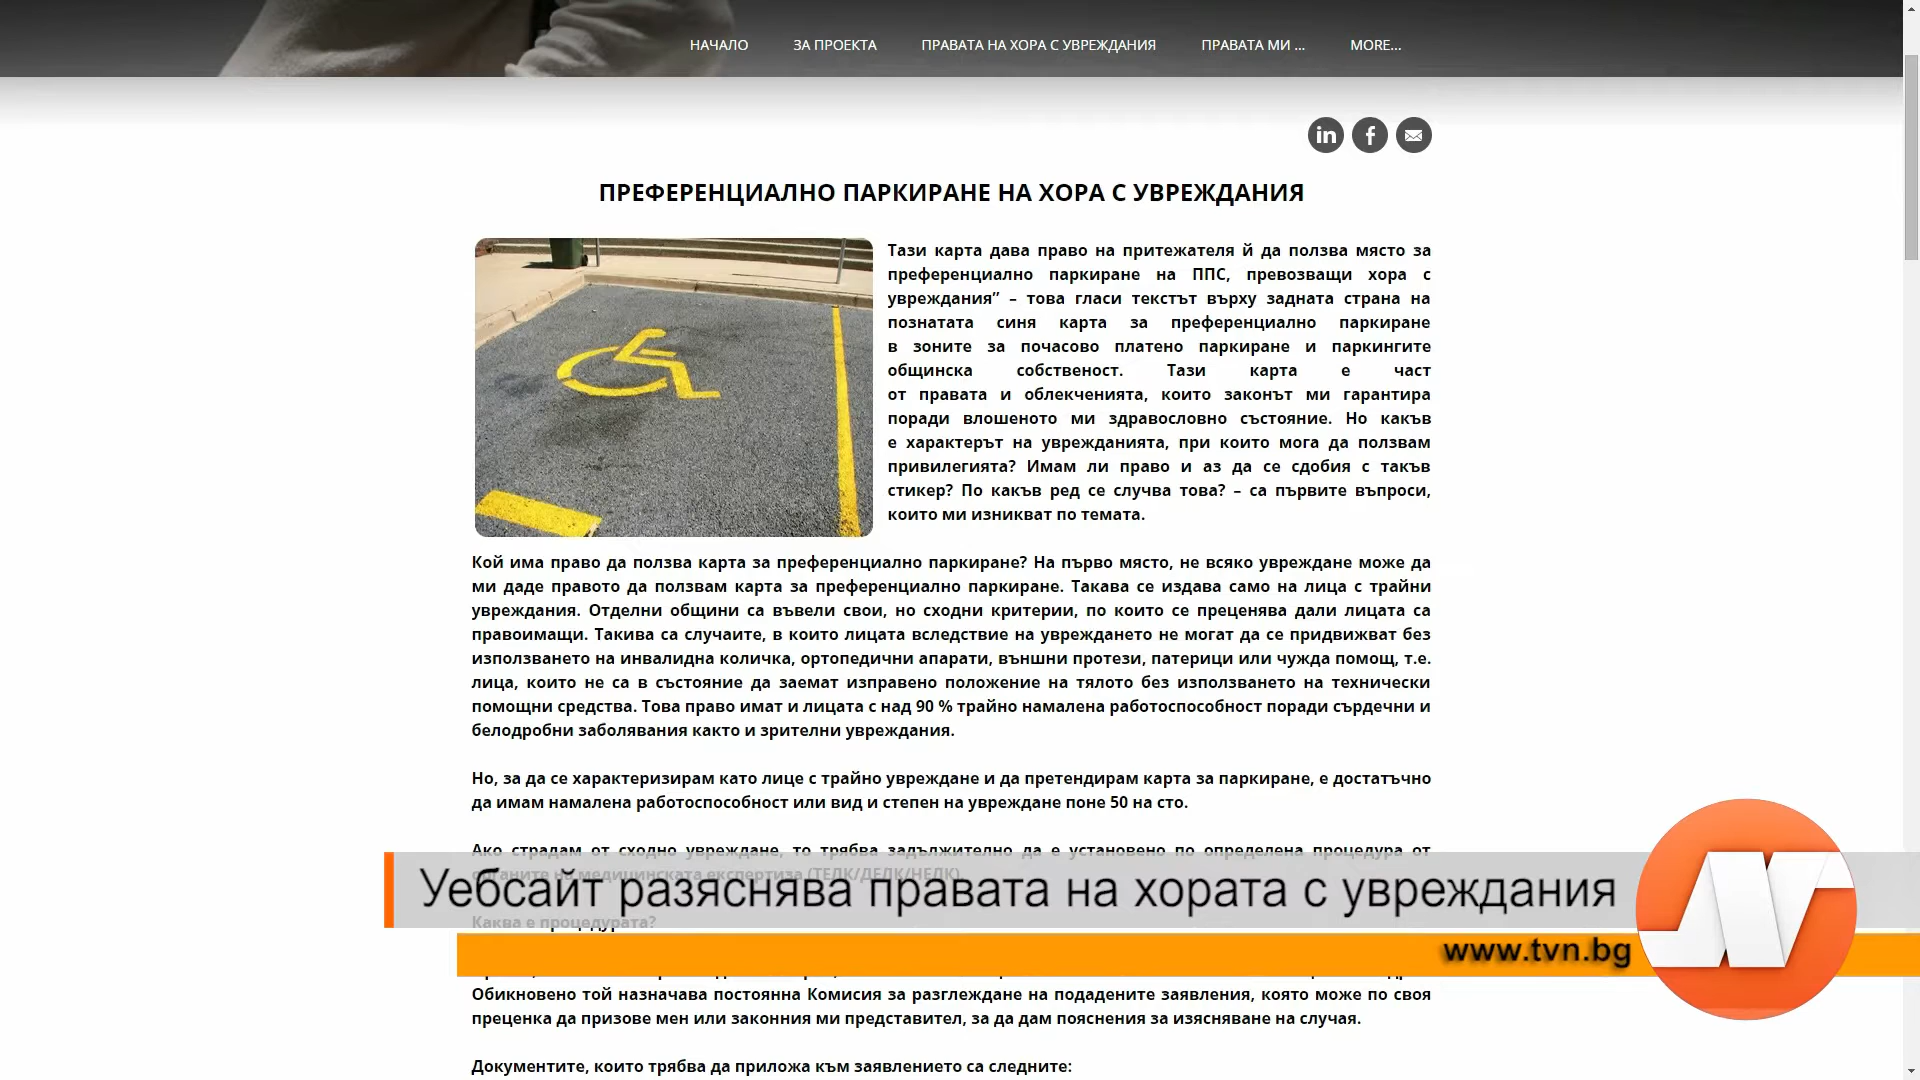 НАЧАЛО ЗА ПРОЕКТА ПРАВАТА НА ХОРА С УВРЕЖДАНИЯ ПРАВАТА МИ ... MORE...
ПРЕФЕРЕНЦИАЛНО ПАРКИРАНЕ НА ХОРА С УВРЕЖДАНИЯ
Тази карта дава право на притежателя й да ползва място за
преференциално паркиране на ППС, превозващи хора с
увреждания” – това гласи текстът върху задната страна на
познатата синя карта за преференциално паркиране
в зоните за почасово платено паркиране и паркингите
общинска собственост. Тази карта е част
от правата и облекченията, които законът ми гарантира
поради влошеното ми здравословно състояние. Но какъв
е характерът на уврежданията, при които мога да ползвам
привилегията? Имам ли право и аз да се сдобия с такъв
стикер? По какъв ред се случва това? – са първите въпроси,
които ми изникват по темата.
Кой има право да ползва карта за преференциално паркиране? На първо място, не всяко увреждане може да
ми даде правото да ползвам карта за преференциално паркиране. Такава се издава само на лица с трайни
увреждания. Отделни общини са въвели свои, но сходни критерии, по които се преценява дали лицата са
правоимащи. Такива са случаите, в които лицата вследствие на увреждането не могат да се придвижват без
използването на инвалидна количка, ортопедични апарати, външни протези, патерици или чужда помощ, т.е.
лица, които не са в състояние да заемат изправено положение на тялото без използването на технически
помощни средства. Това право имат и лицата с над 90 % трайно намалена работоспособност поради сърдечни и
белодробни заболявания както и зрителни увреждания.
Но, за да се характеризирам като лице с трайно увреждане и да претендирам карта за паркиране, е достатъчно
да имам намалена работоспособност или вид и степен на увреждане поне 50 на сто.
Ако страдам от сходно увреждане, то трябва задължително да е установено по определена процедура от
органите на медицинската експертиза (ТЕЛК/ДЕЛК/НЕЛК).
Уебсайт разяснява правата на хората с увреждания
Каква е процедурата?
www.tvn.bg
Обикновено той назначава постоянна Комисия за разглеждане на подадените заявления, която може по своя
преценка да призове мен или законния ми представител, за да дам пояснения за изясняване на случая.
Документите, които трябва да приложа към заявлението са следните: